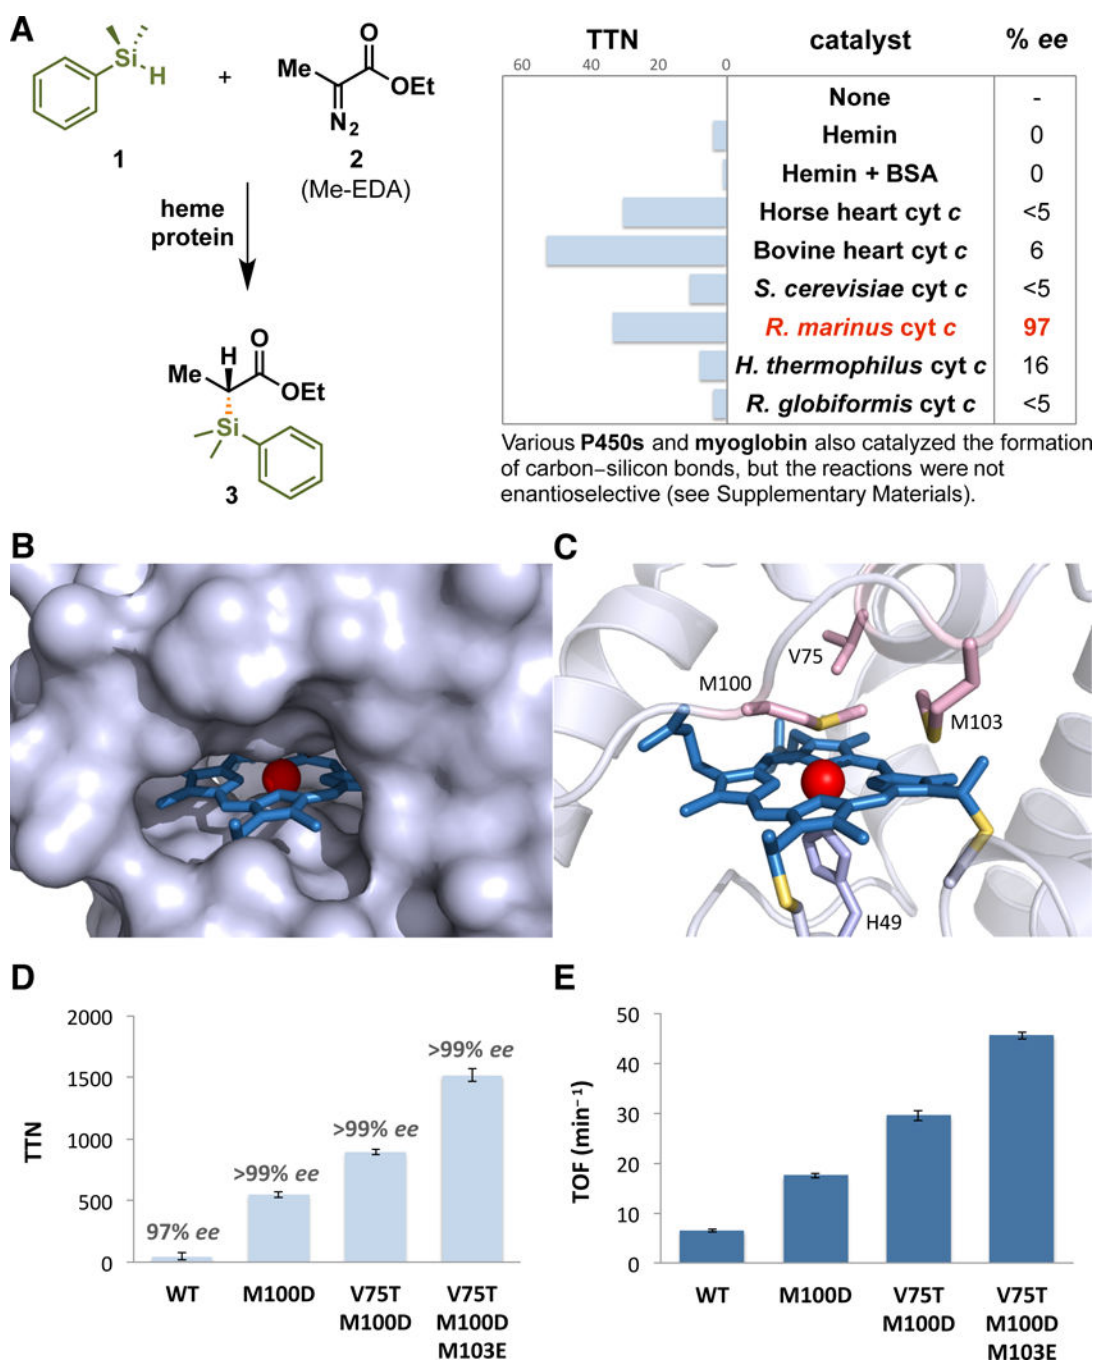 A
Si
H
1
+
Me
O
OEt
N2
2
(Me-EDA)
heme
protein
Me
H
O
OEt
Si
3
TTN catalyst % ee
60 40 20 0
None -
Hemin 0
Hemin + BSA 0
Horse heart cyt c <5
Bovine heart cyt c 6
S. cerevisiae cyt c <5
R. marinus cyt c 97
H. thermophilus cyt c 16
R. globiformis cyt c <5
Various P450s and myoglobin also catalyzed the formation
of carbon–silicon bonds, but the reactions were not
enantioselective (see Supplementary Materials).
B
C
V75
M100
M103
H49
D
TTN
2000
1500
1000
500
0
97% ee
>99% ee
>99% ee
>99% ee
WT
M100D
V75T
M100D
V75T
M100D
M103E
E
TOF (min⁻¹)
50
40
30
20
10
0
WT
M100D
V75T
M100D
V75T
M100D
M103E